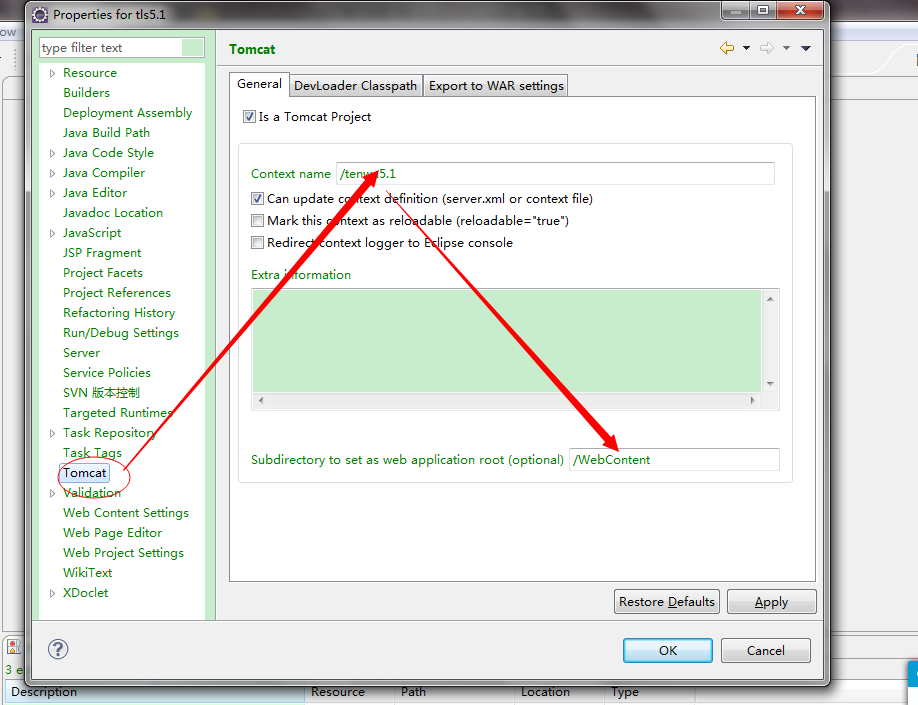 Properties for tls5.1
ow
type filter text
Resource
Builders
Deployment Assembly
Java Build Path
Java Code Style
Java Compiler
Java Editor
Javadoc Location
JavaScript
JSP Fragment
Project Facets
Project References
Refactoring History
Run/Debug Settings
Server
Service Policies
SVN 版本控制
Targeted Runtimes
Task Repository
Task Tags
Tomcat
Validation
Web Content Settings
Web Page Editor
Web Project Settings
WikiText
XDoclet
Tomcat
General DevLoader Classpath Export to WAR settings
Is a Tomcat Project
Context name
Can update context definition (server.xml or context file)
Mark this context as reloadable (reloadable="true")
Redirect context logger to Eclipse console
Extra information
Subdirectory to set as web application root (optional) /WebContent
Restore Defaults Apply
? OK Cancel
3 e
Description Resource Path Location Type